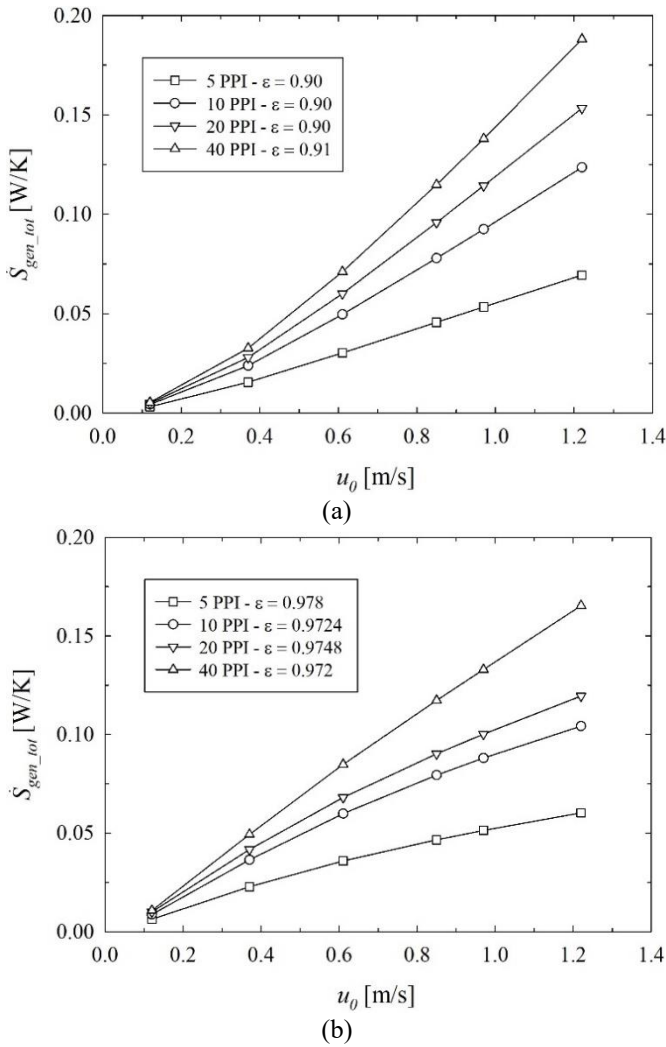 0.20
0.15
0.10
0.05
0.00
Ṡgen_tot [W/K]
5 PPI - ε = 0.90
10 PPI - ε = 0.90
20 PPI - ε = 0.90
40 PPI - ε = 0.91
0.0 0.2 0.4 0.6 0.8 1.0 1.2 1.4
u0 [m/s]
(a)
0.20
0.15
0.10
0.05
0.00
Ṡgen_tot [W/K]
5 PPI - ε = 0.978
10 PPI - ε = 0.9724
20 PPI - ε = 0.9748
40 PPI - ε = 0.972
0.0 0.2 0.4 0.6 0.8 1.0 1.2 1.4
u0 [m/s]
(b)